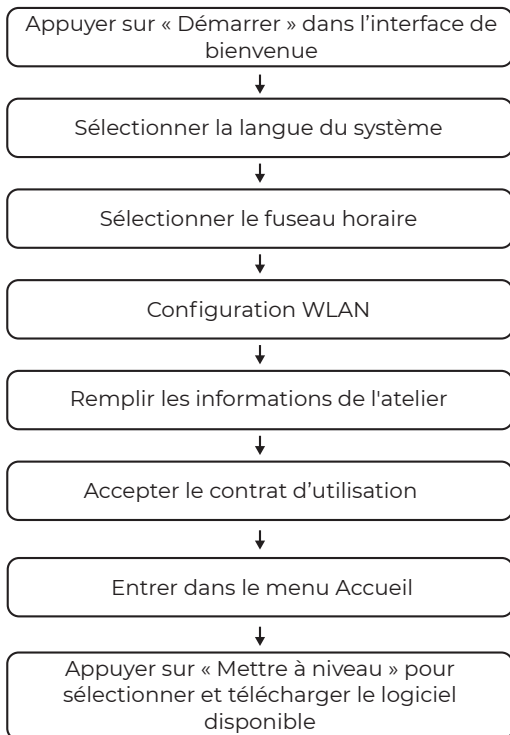 Appuyer sur « Démarrer » dans l’interface de
bienvenue
Sélectionner la langue du système
Sélectionner le fuseau horaire
Configuration WLAN
Remplir les informations de l'atelier
Accepter le contrat d’utilisation
Entrer dans le menu Accueil
Appuyer sur « Mettre à niveau » pour
sélectionner et télécharger le logiciel
disponible